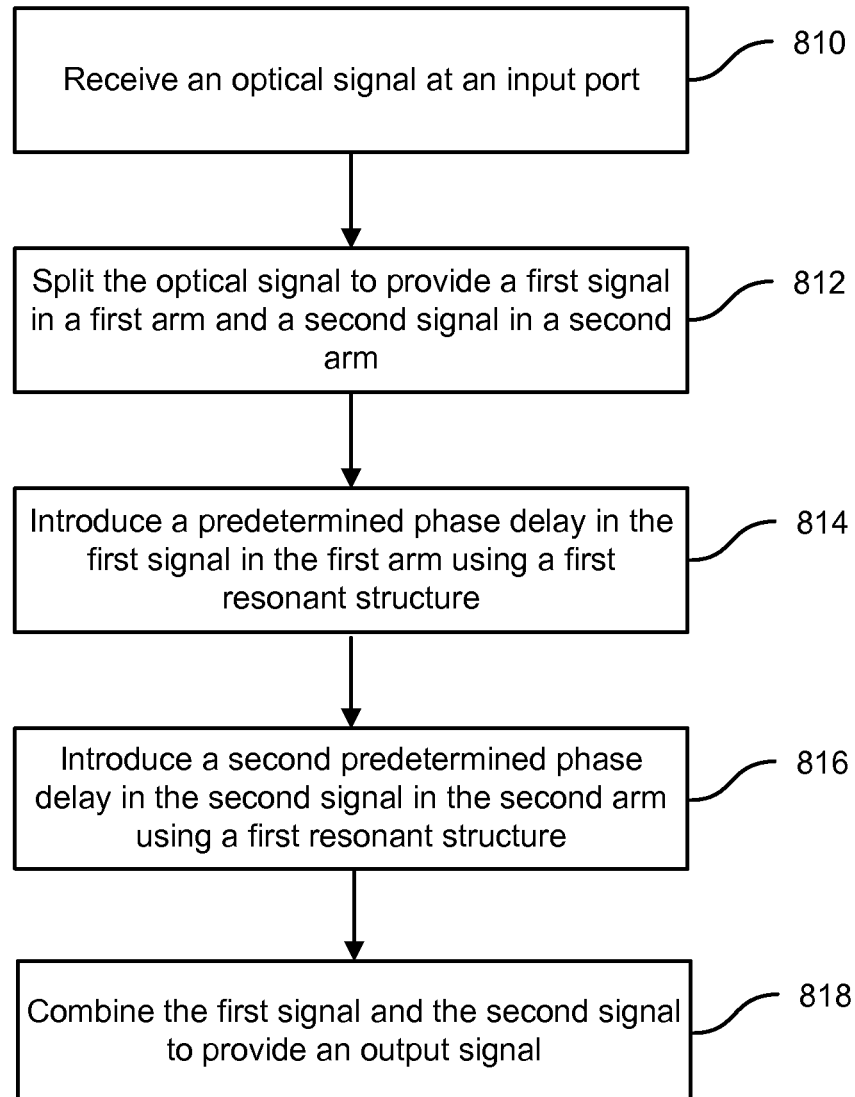 Receive an optical signal at an input port
810
Split the optical signal to provide a first signal
in a first arm and a second signal in a second
arm
812
Introduce a predetermined phase delay in the
first signal in the first arm using a first
resonant structure
814
Introduce a second predetermined phase
delay in the second signal in the second arm
using a first resonant structure
816
Combine the first signal and the second signal
to provide an output signal
818